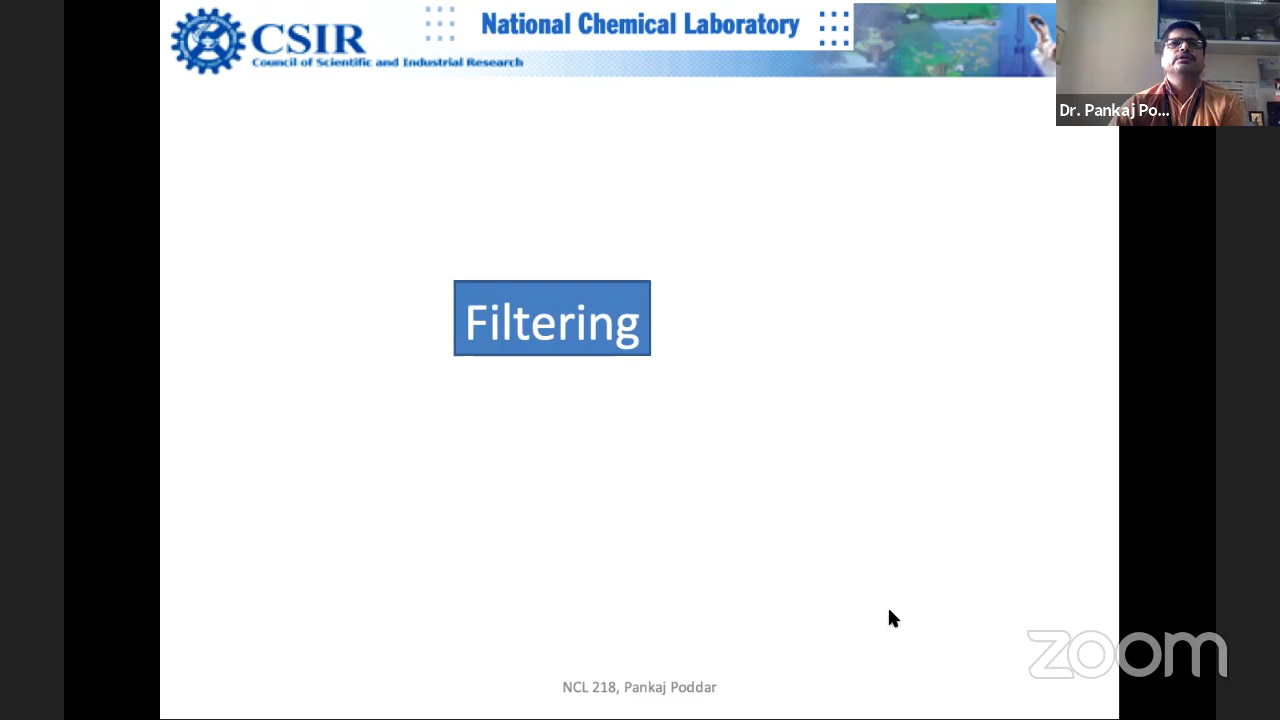 CSIR
Council of Scientific and Industrial Research
National Chemical Laboratory
Dr. Pankaj Po...
Filtering
zoom
NCL 218, Pankaj Poddar